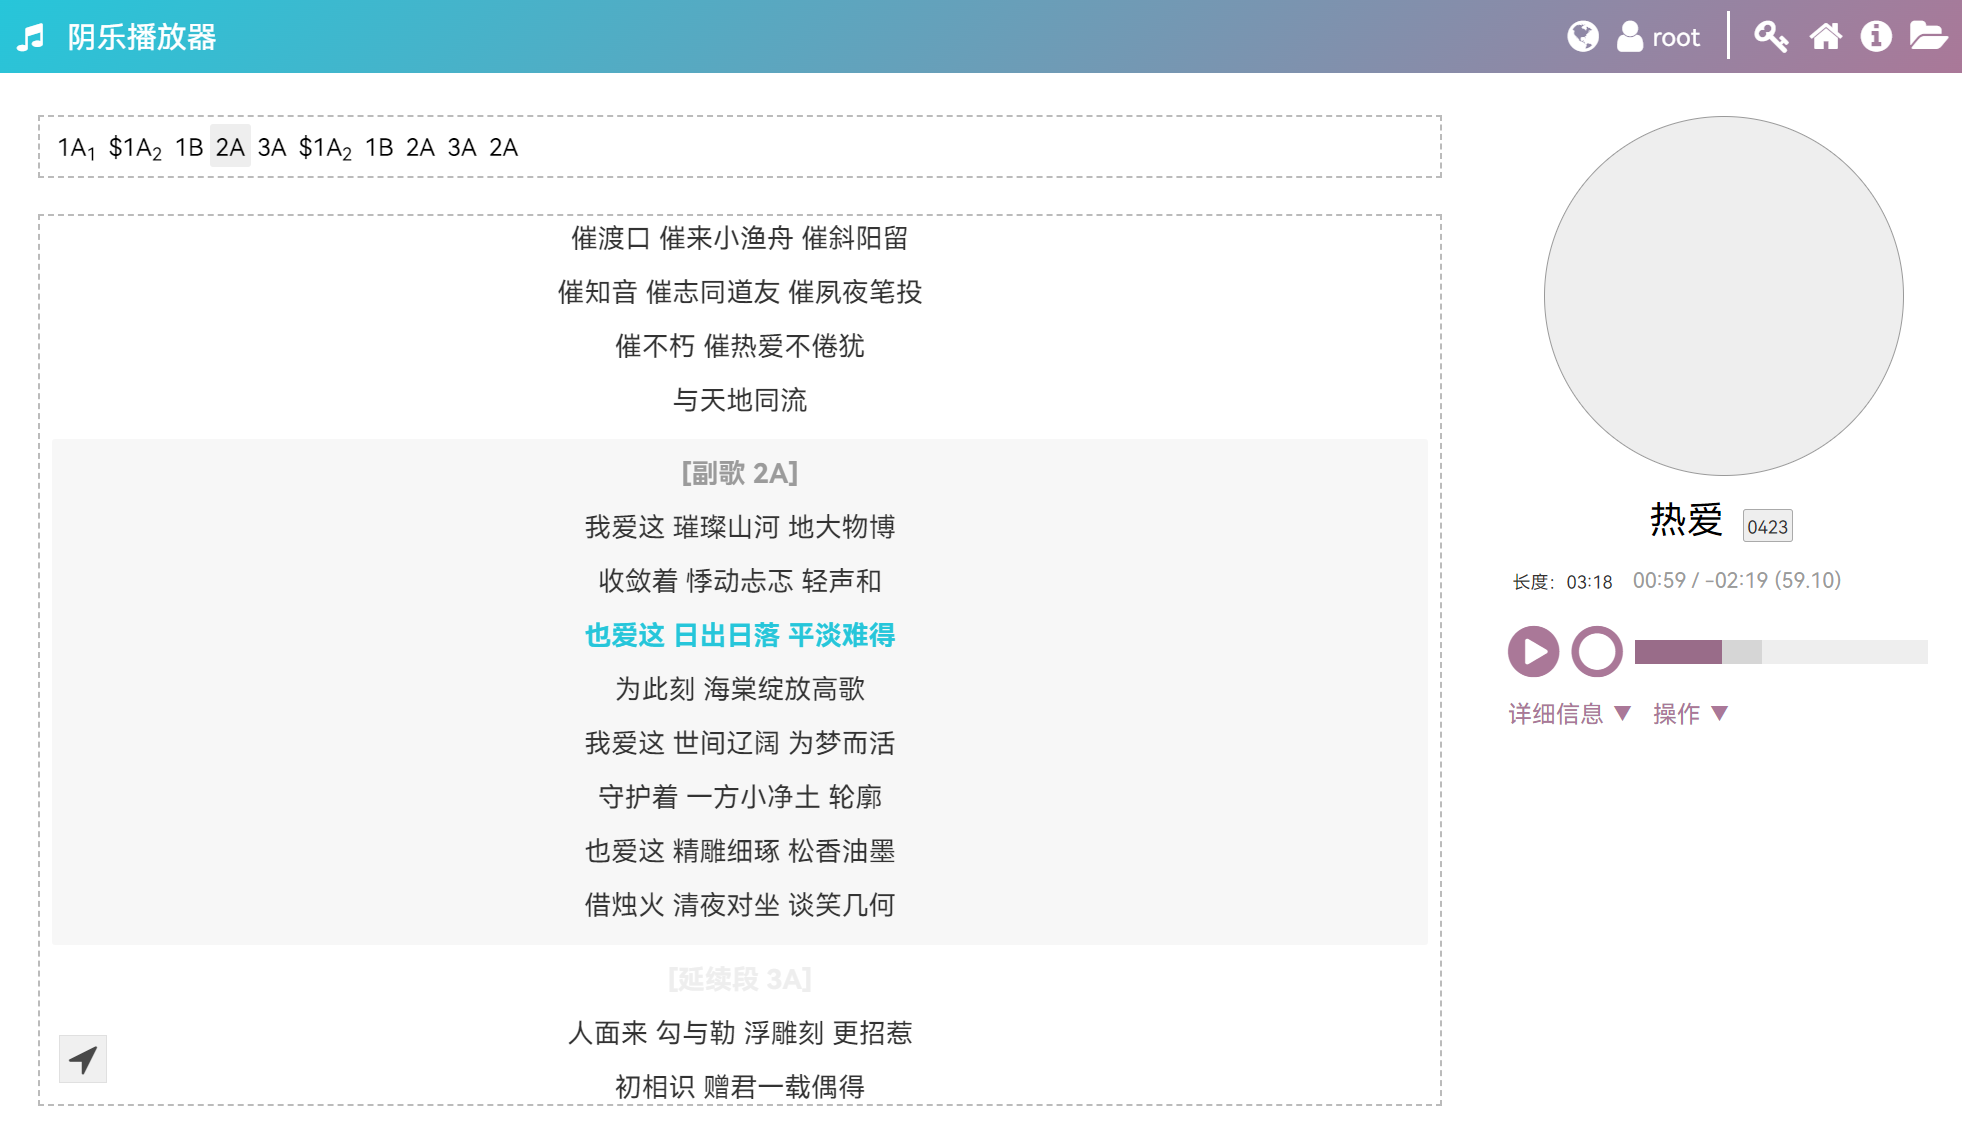 阴乐播放器
root
1A1 $1A2 1B 2A 3A $1A2 1B 2A 3A 2A
催渡口 催来小渔舟 催斜阳留
催知音 催志同道友 催夙夜笔投
催不朽 催热爱不倦犹
与天地同流
[副歌 2A]
我爱这 璀璨山河 地大物博
收敛着 悸动忐忑 轻声和
也爱这 日出日落 平淡难得
为此刻 海棠绽放高歌
我爱这 世间辽阔 为梦而活
守护着 一方小净土 轮廓
也爱这 精雕细琢 松香油墨
借烛火 清夜对坐 谈笑几何
[延续段 3A]
人面来 勾与勒 浮雕刻 更招惹
初相识 赠君一载偶得
热爱 0423
长度：03:18 00:59 / -02:19 (59.10)
详细信息 ▼ 操作 ▼